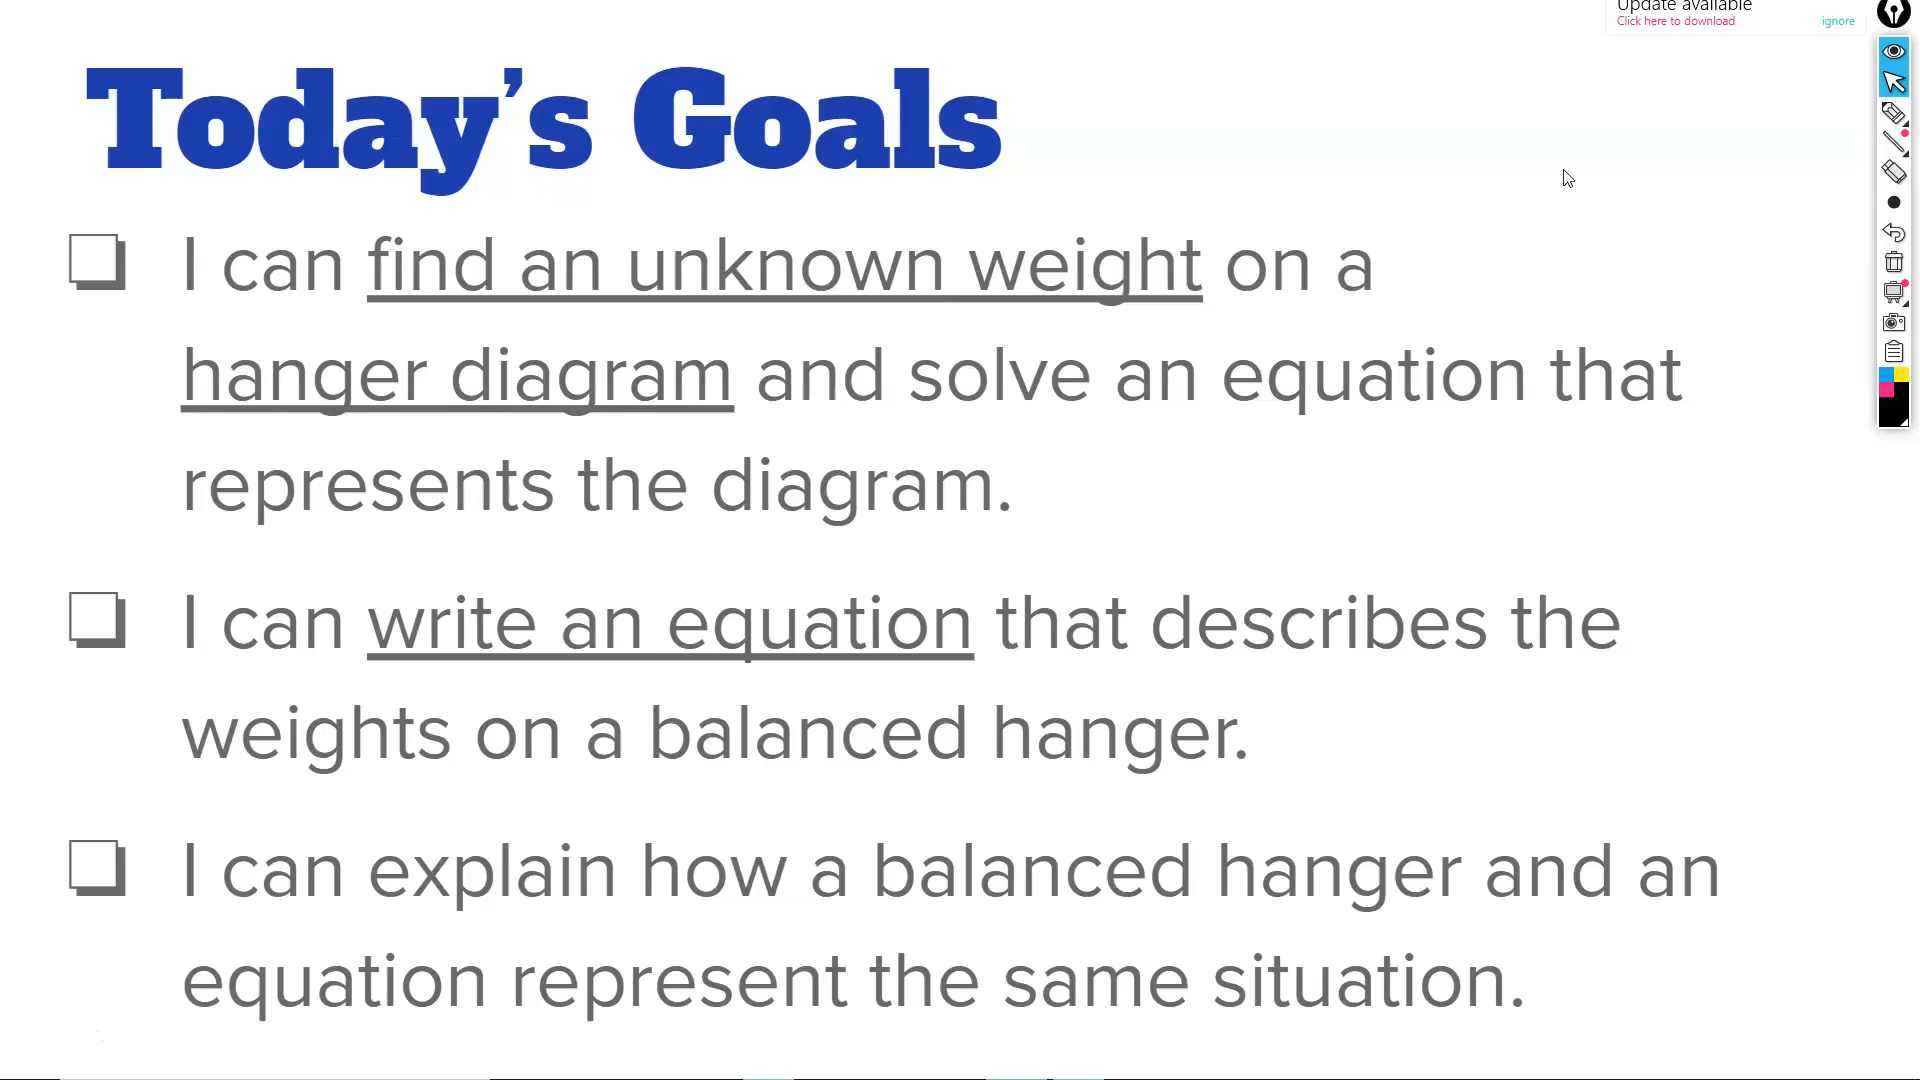 Update available
Click here to download ignore
Today's Goals
I can find an unknown weight on a
hanger diagram and solve an equation that
represents the diagram.
I can write an equation that describes the
weights on a balanced hanger.
I can explain how a balanced hanger and an
equation represent the same situation.